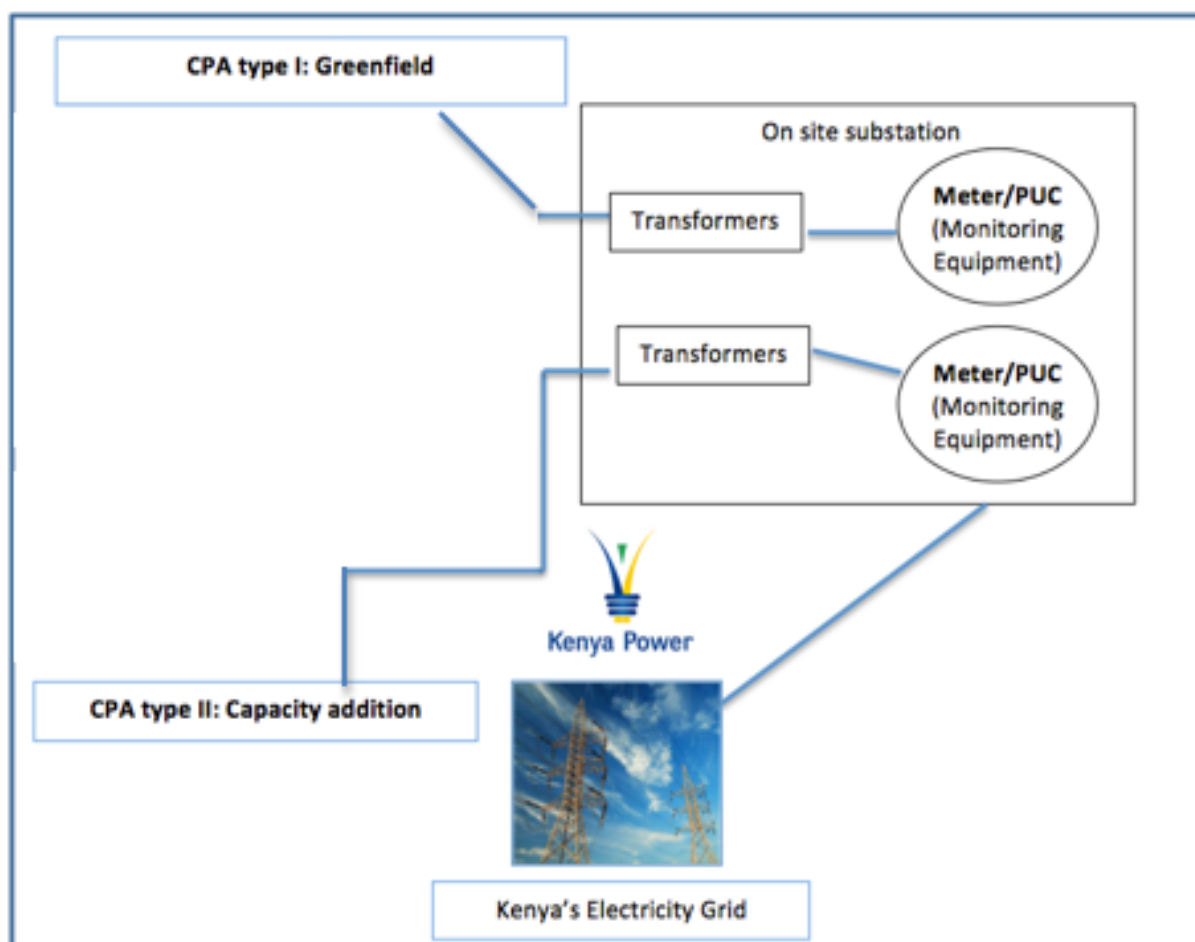 CPA type I: Greenfield
On site substation
Transformers
Meter/PUC
(Monitoring
Equipment)
Transformers
Meter/PUC
(Monitoring
Equipment)
Kenya Power
CPA type II: Capacity addition
Kenya's Electricity Grid